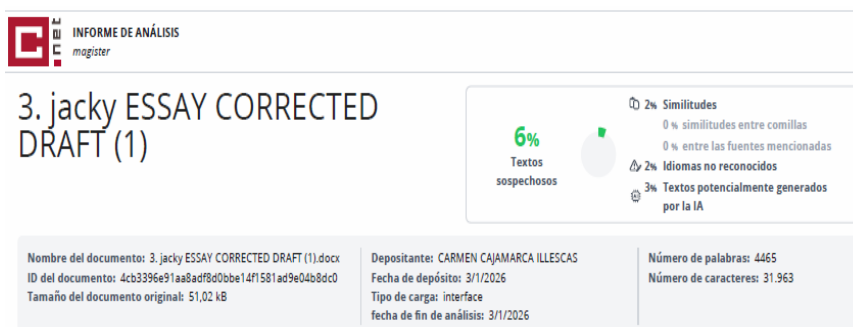 C.net
INFORME DE ANÁLISIS
magister
3. jacky ESSAY CORRECTED
DRAFT (1)
6%
Textos
sospechosos
2% Similitudes
0 % similitudes entre comillas
0 % entre las fuentes mencionadas
2% Idiomas no reconocidos
3% Textos potencialmente generados
por la IA
Nombre del documento: 3. jacky ESSAY CORRECTED DRAFT (1).docx
ID del documento: 4cb3396e91aa8adf8d0bbe14f1581ad9e04b8dc0
Tamaño del documento original: 51,02 kB
Depositante: CARMEN CAJAMARCA ILLESCAS
Fecha de depósito: 3/1/2026
Tipo de carga: interface
fecha de fin de análisis: 3/1/2026
Número de palabras: 4465
Número de caracteres: 31.963